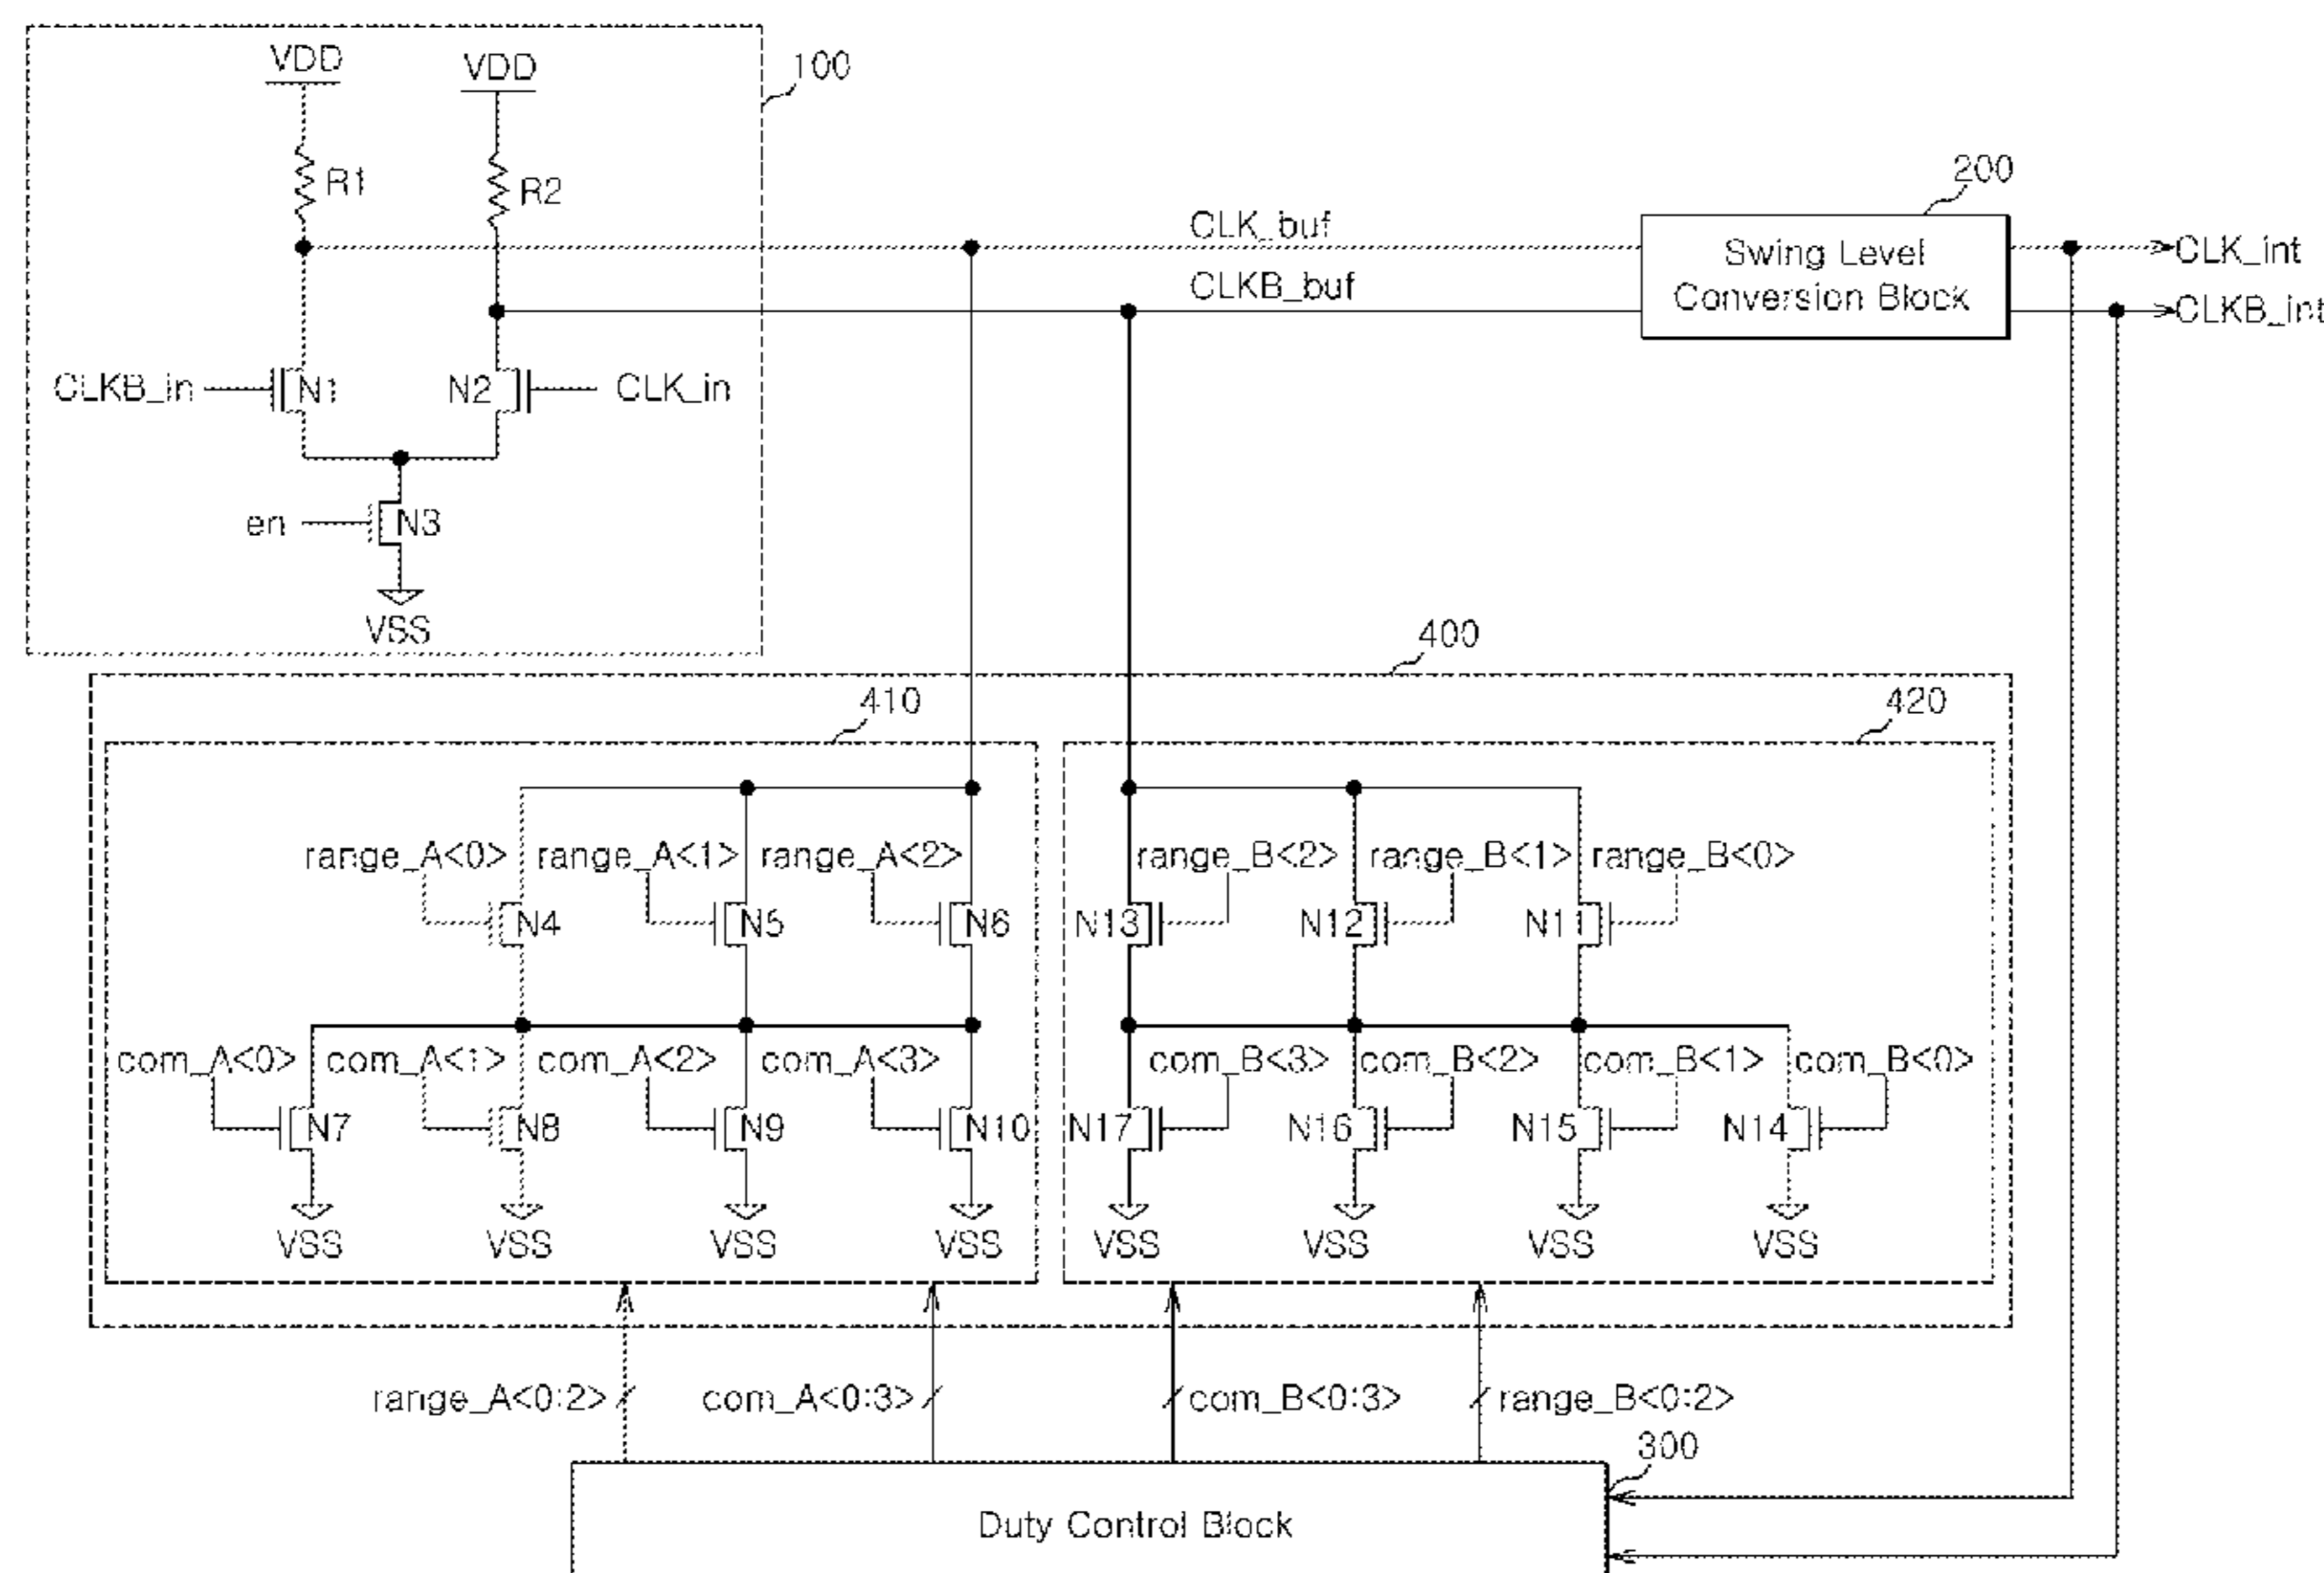 VDD
VDD
100
R1
R2
CLK_buf
CLKB_buf
200
Swing Level
Conversion Block
CLK_int
CLKB_int
CLKB_in
N1
N2
CLK_in
en
N3
VSS
400
410
420
range_A<0>
range_A<1>
range_A<2>
range_B<2>
range_B<1>
range_B<0>
N4
N5
N6
N13
N12
N11
com_A<0>
com_A<1>
com_A<2>
com_A<3>
com_B<3>
com_B<2>
com_B<1>
com_B<0>
N7
N8
N9
N10
N17
N16
N15
N14
VSS
VSS
VSS
VSS
VSS
VSS
VSS
VSS
range_A<0:2>
com_A<0:3>
com_B<0:3>
range_B<0:2>
300
Duty Control Block